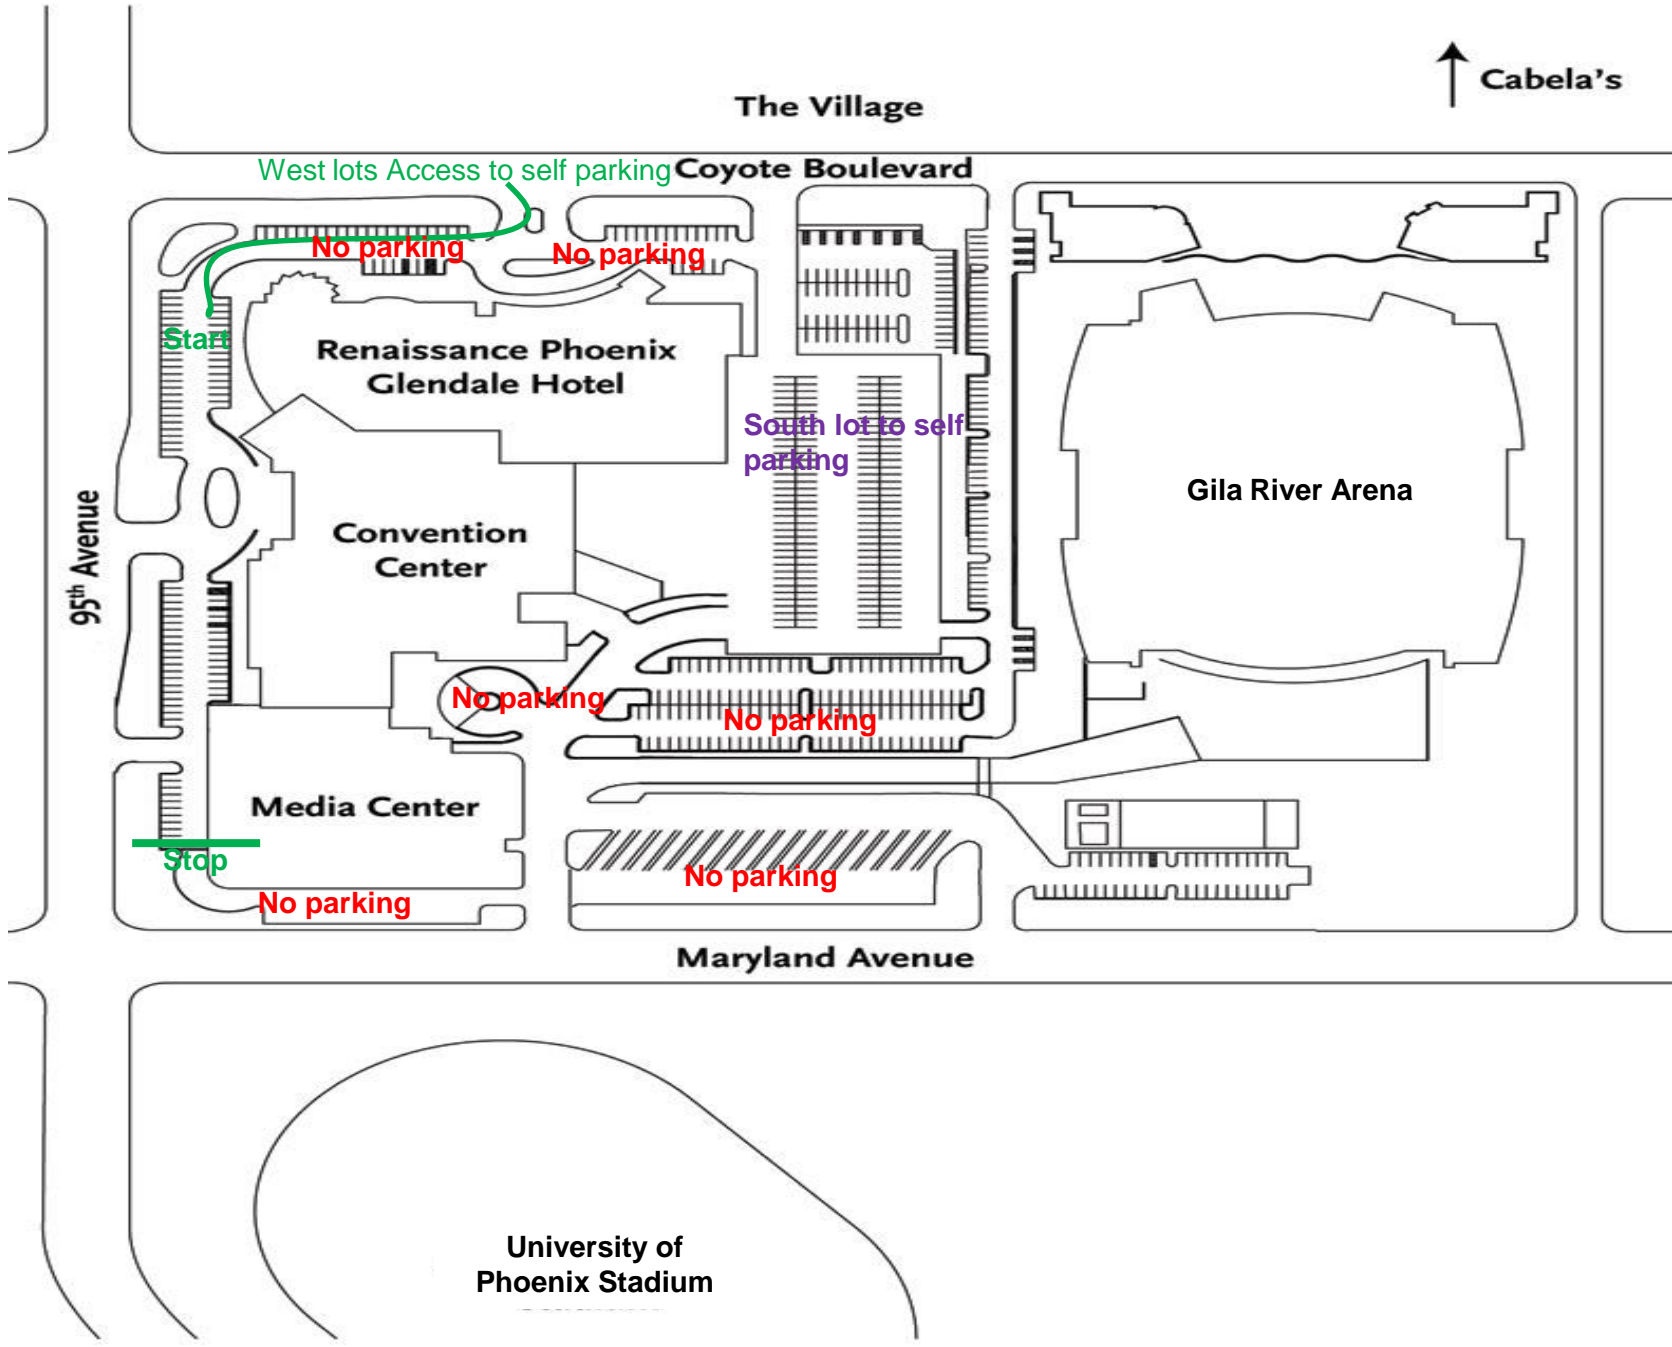 Cabela's
The Village
West lots Access to self parking
Coyote Boulevard
No parking
No parking
Start
Renaissance Phoenix
Glendale Hotel
South lot to self
parking
Gila River Arena
Convention
Center
95th Avenue
No parking
No parking
Media Center
Stop
No parking
No parking
Maryland Avenue
University of
Phoenix Stadium